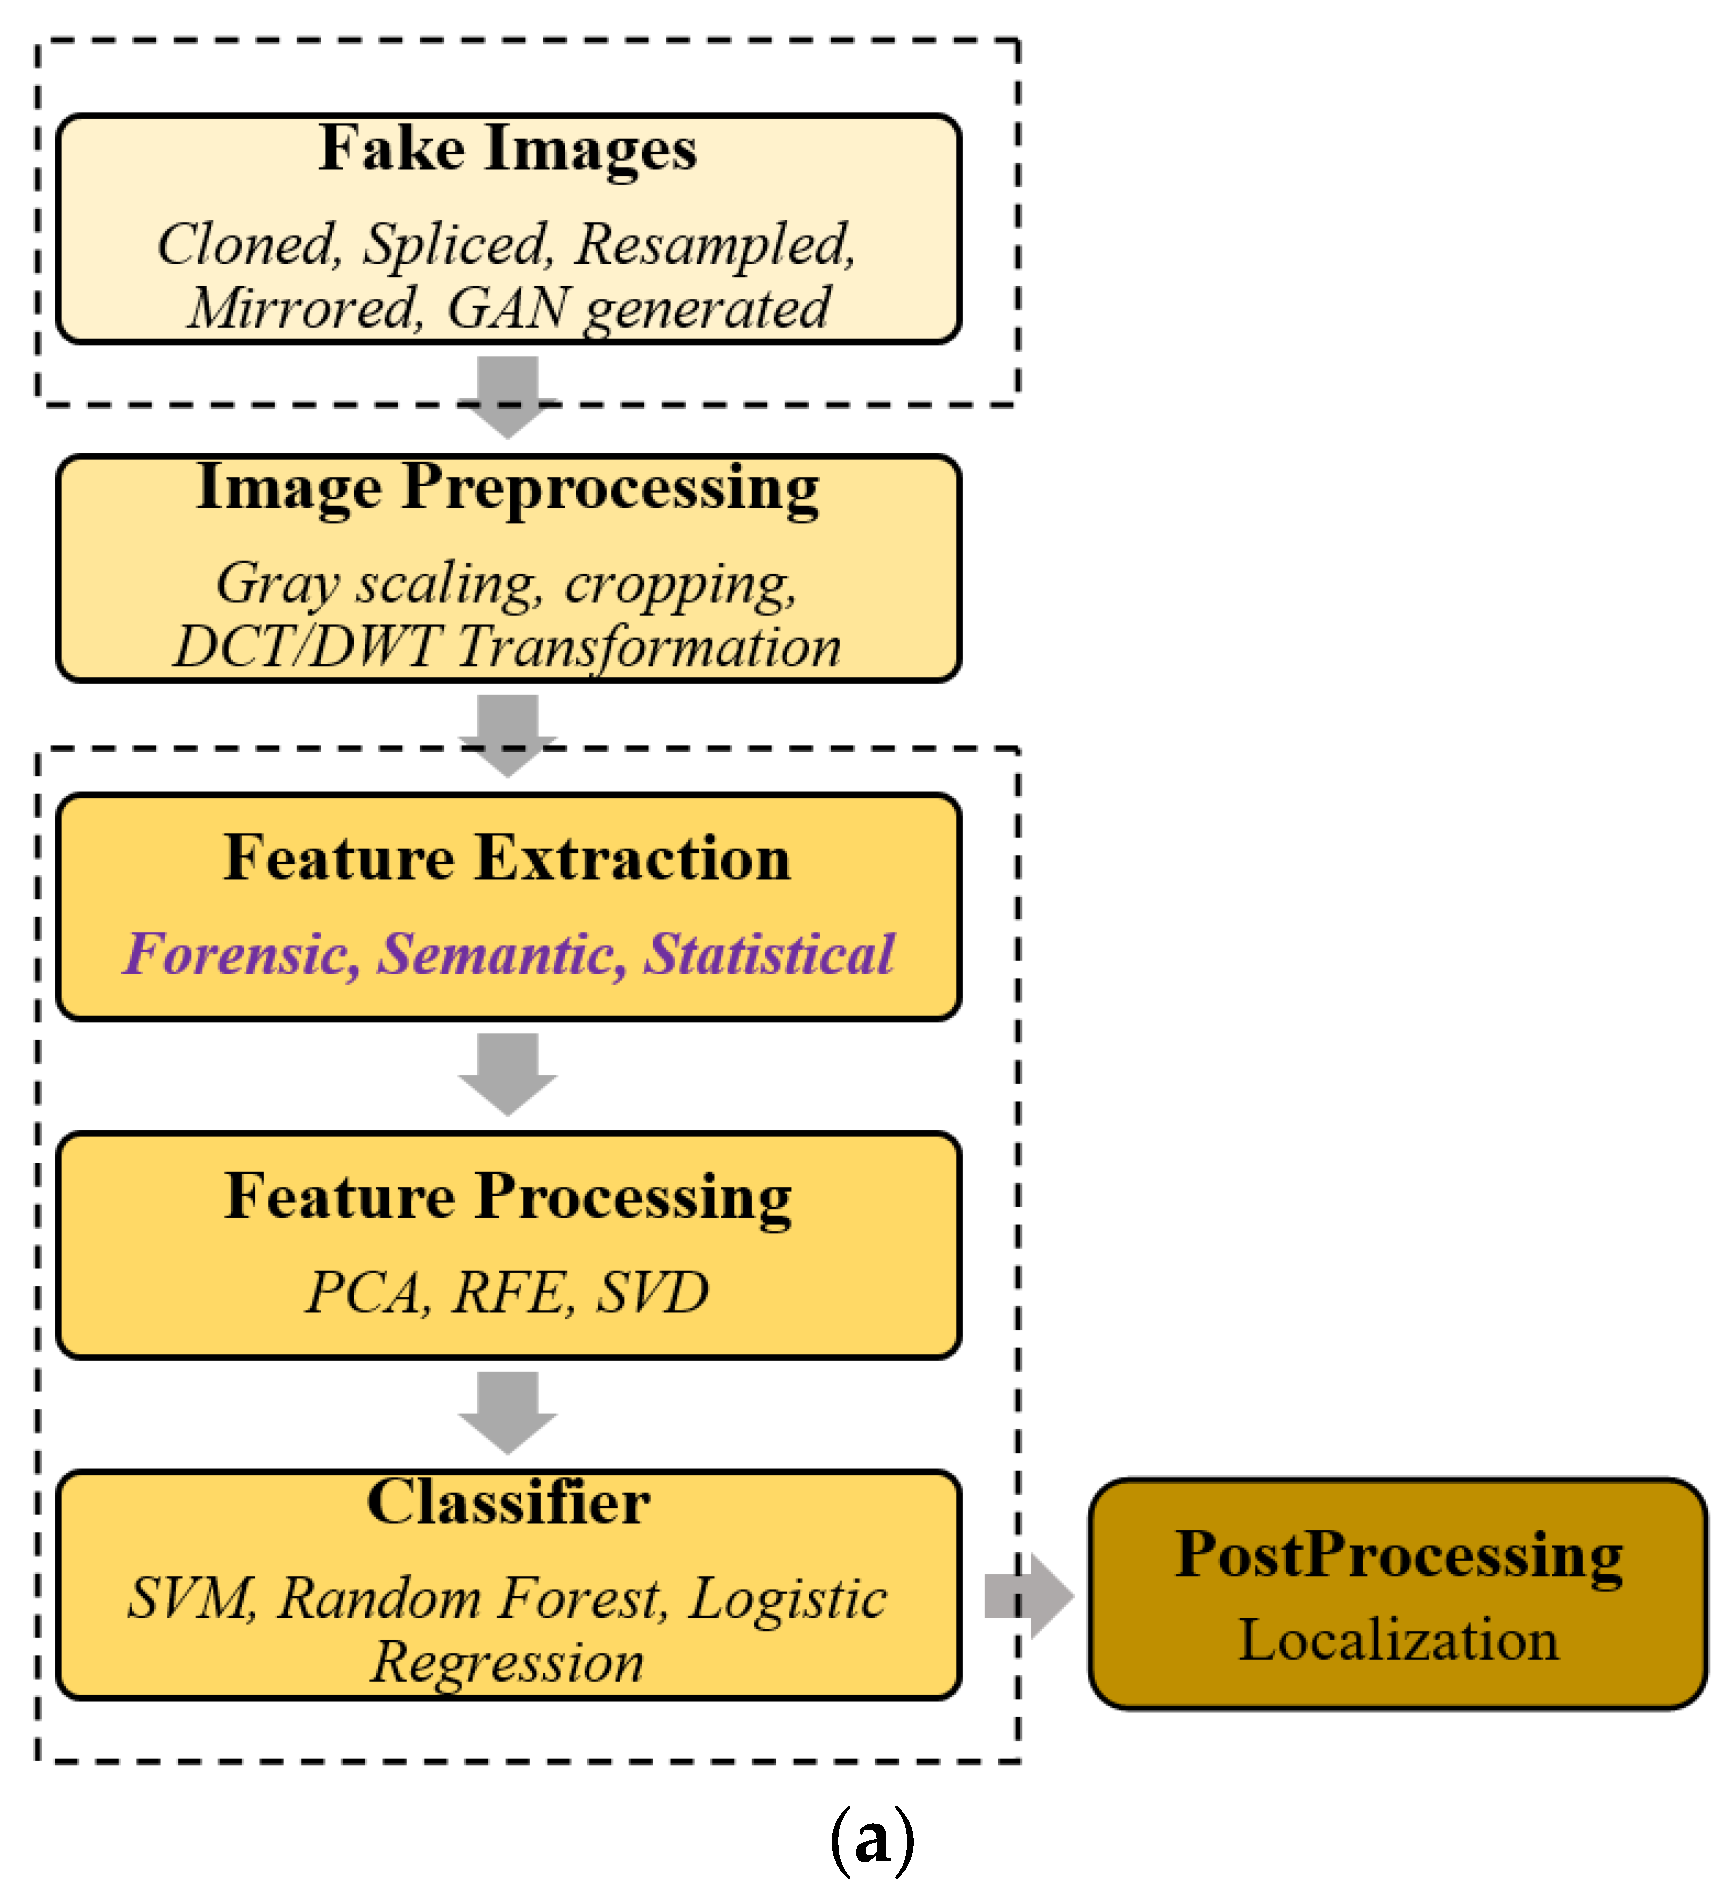 Fake Images
Cloned, Spliced, Resampled,
Mirrored, GAN generated
Image Preprocessing
Gray scaling, cropping,
DCT/DWT Transformation
Feature Extraction
Forensic, Semantic, Statistical
Feature Processing
PCA, RFE, SVD
Classifier
SVM, Random Forest, Logistic
Regression
PostProcessing
Localization
(a)